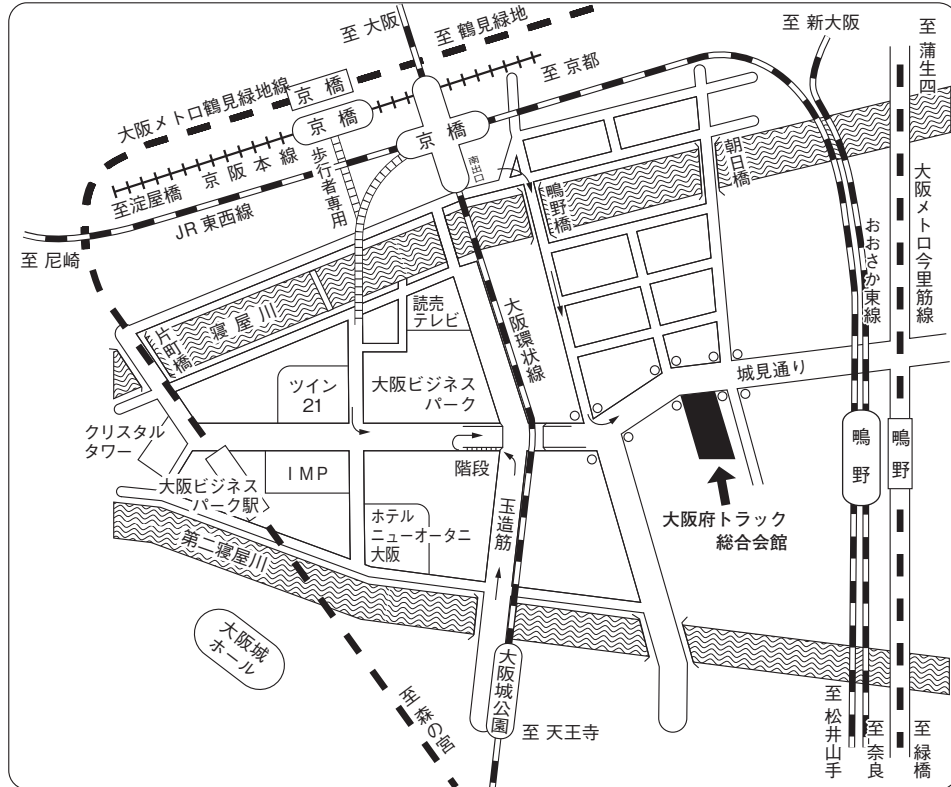 至 大阪
至 鶴見緑地
至 新大阪
至 蒲生四
至 京都
大阪メトロ鶴見緑地線
京橋
京橋
京橋
南出口
至淀屋橋
京阪本線
歩行者専用
JR 東西線
至 尼崎
鴫野橋
朝日橋
おおさか東線
大阪メトロ今里筋線
片町橋
寝屋川
読売
テレビ
大阪環状線
ツイン
21
大阪ビジネス
パーク
城見通り
クリスタル
タワー
階段
鴫野
鴫野
大阪ビジネス
パーク駅
IMP
玉造筋
大阪府トラック
総合会館
ホテル
ニューオータニ
大阪
第二寝屋川
大阪城
ホール
大阪城公園
至 森の宮
至 天王寺
至 松井山手
至 奈良
至 緑橋